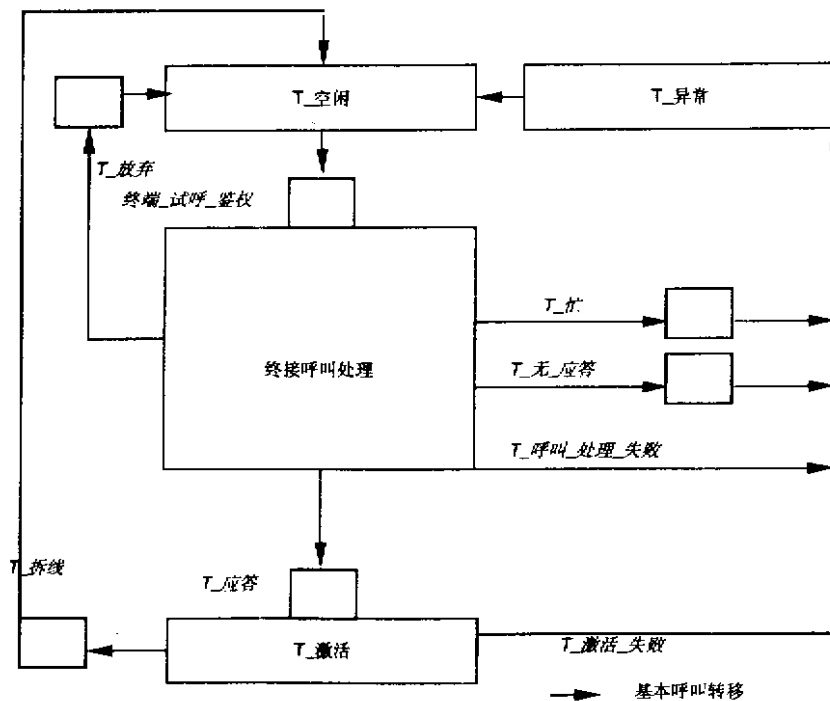 T_空闲
T_异常
T_放弃
终端_试呼_鉴权
T_忙
终接呼叫处理
T_无_应答
T_呼叫_处理_失败
T_拆线
T_应答
T_激活
T_激活_失败
基本呼叫转移